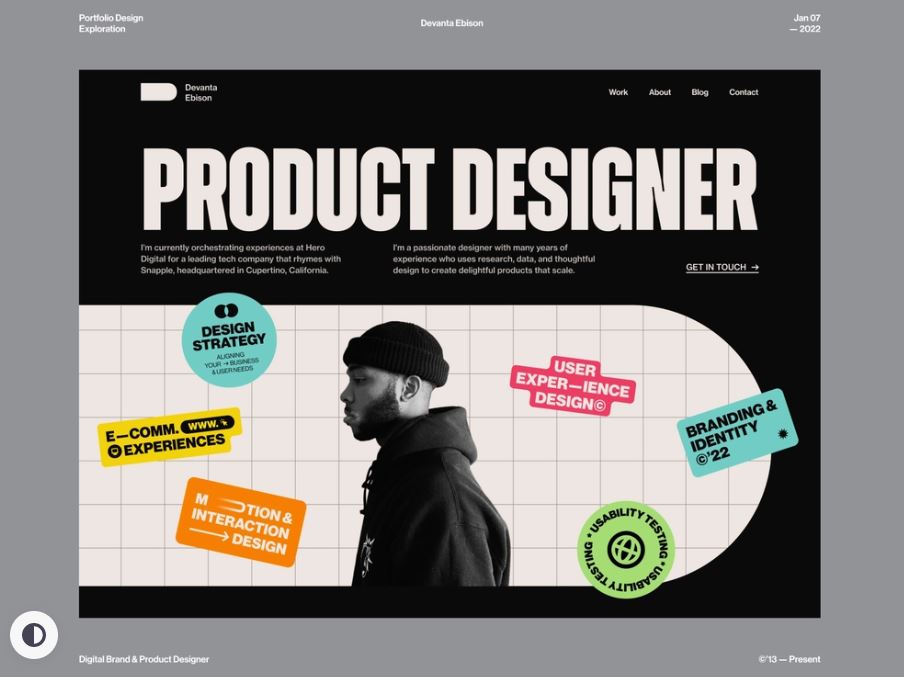 Portfolio Design
Exploration
Devanta Ebison
Jan 07
— 2022
Devanta
Ebison
Work
About
Blog
Contact
PRODUCT DESIGNER
I'm currently orchestrating experiences at Hero
Digital for a leading tech company that rhymes with
Snapple, headquartered in Cupertino, California.
I'm a passionate designer with many years of
experience who uses research, data, and thoughtful
design to create delightful products that scale.
GET IN TOUCH →
DESIGN
STRATEGY
ALIGNING
YOUR → BUSINESS
& USER NEEDS
USER
EXPER—IENCE
DESIGN©
BRANDING &
IDENTITY
©'22
E—COMM. WWW.
EXPERIENCES
M TION &
INTERACTION
→ DESIGN
USABILITY TESTING * USABILITY TESTING *
Digital Brand & Product Designer
©'13 — Present